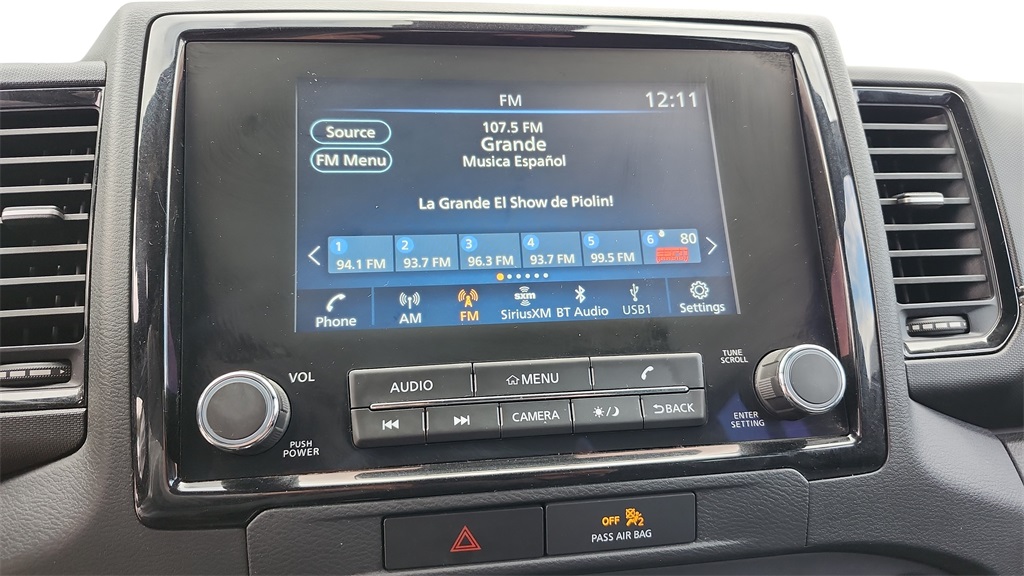 FM 12:11
Source
107.5 FM
Grande
FM Menu
Musica Español
La Grande El Show de Piolin!
1 2 3 4 5 6 80
94.1 FM 93.7 FM 96.3 FM 93.7 FM 99.5 FM
Phone AM FM sxm SiriusXM BT Audio USB1 Settings
VOL
PUSH
POWER
AUDIO MENU
CAMERA BACK
TUNE
SCROLL
ENTER
SETTING
OFF 2
PASS AIR BAG